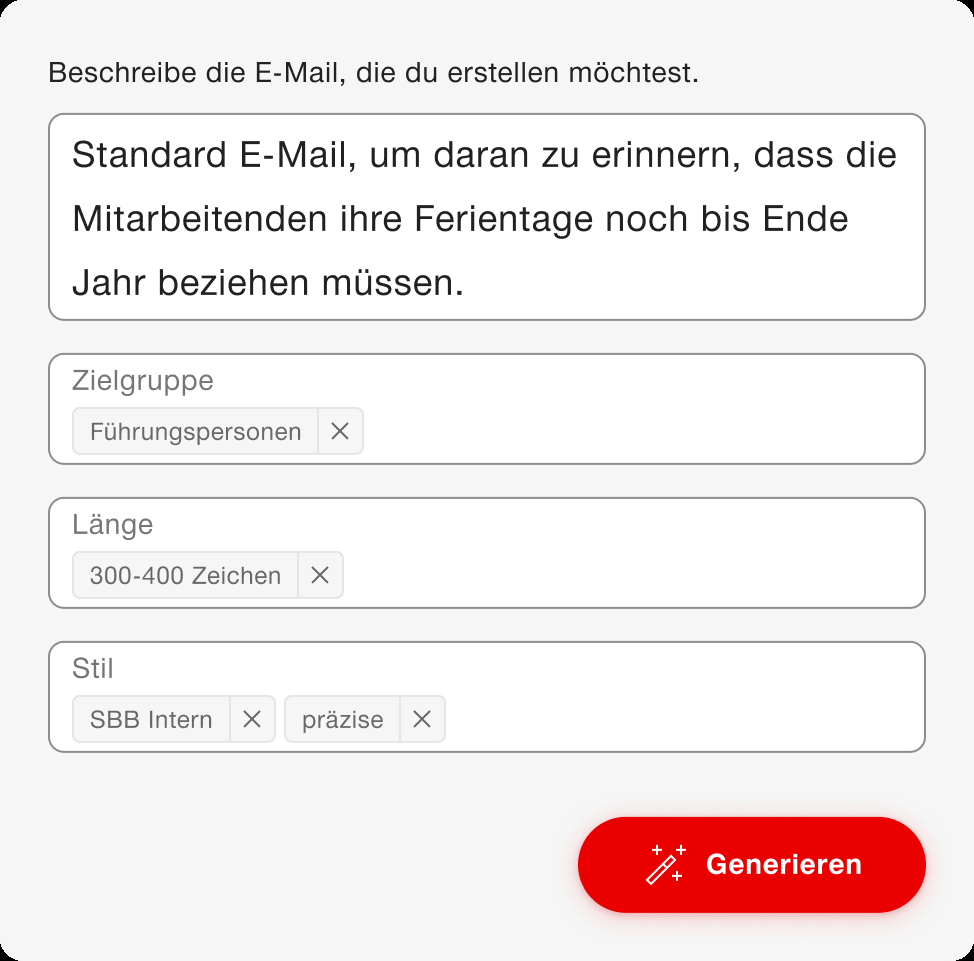 Beschreibe die E-Mail, die du erstellen möchtest.
Standard E-Mail, um daran zu erinnern, dass die
Mitarbeitenden ihre Ferientage noch bis Ende
Jahr beziehen müssen.
Zielgruppe
Führungspersonen
Länge
300-400 Zeichen
Stil
SBB Intern präzise
Generieren